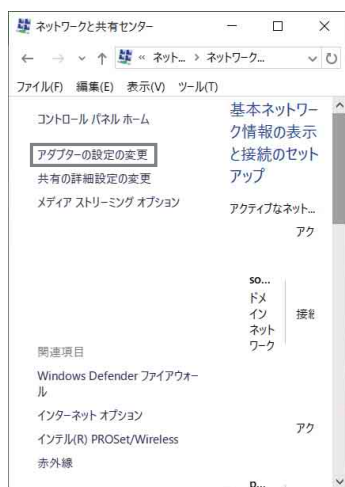 ネットワークと共有センター
« ネット... › ネットワーク...
ファイル(F) 編集(E) 表示(V) ツール(T)
コントロール パネル ホーム
アダプターの設定の変更
共有の詳細設定の変更
メディア ストリーミング オプション
関連項目
Windows Defender ファイアウォー
ル
インターネット オプション
インテル(R) PROSet/Wireless
赤外線
基本ネットワー
ク情報の表示
と接続のセット
アップ
アクティブなネット...
アク
so...
ドメ
イン
ネット
ワーク
接続
アク
p...